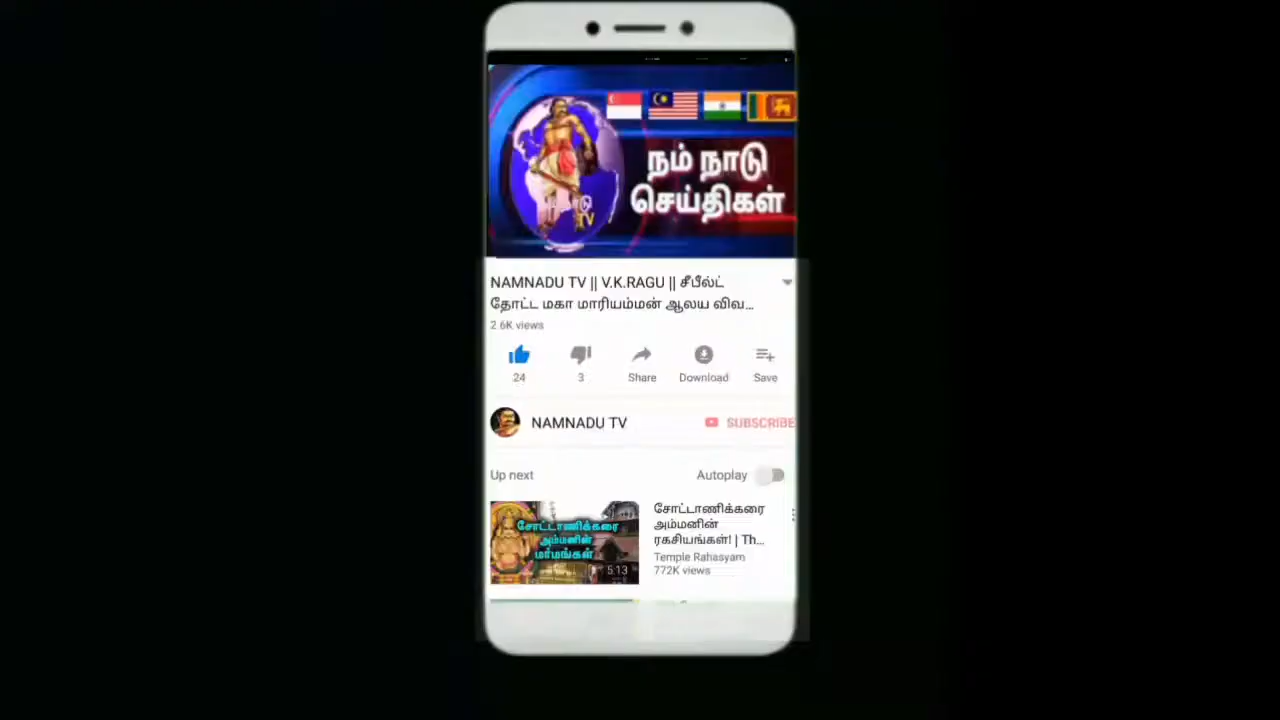 நம் நாடு
செய்திகள்
TV
NAMNADU TV || V.K.RAGU || சீபீல்ட்
தோட்ட மகா மாரியம்மன் ஆலய விவ...
2.6K views
24
3
Share
Download
Save
NAMNADU TV
SUBSCRIBE
Up next
Autoplay
சோட்டாணிக்கரை
அம்மனின்
மர்மங்கள்
5:13
சோட்டாணிக்கரை
அம்மனின்
ரகசியங்கள்! | Th...
Temple Rahasyam
772K views